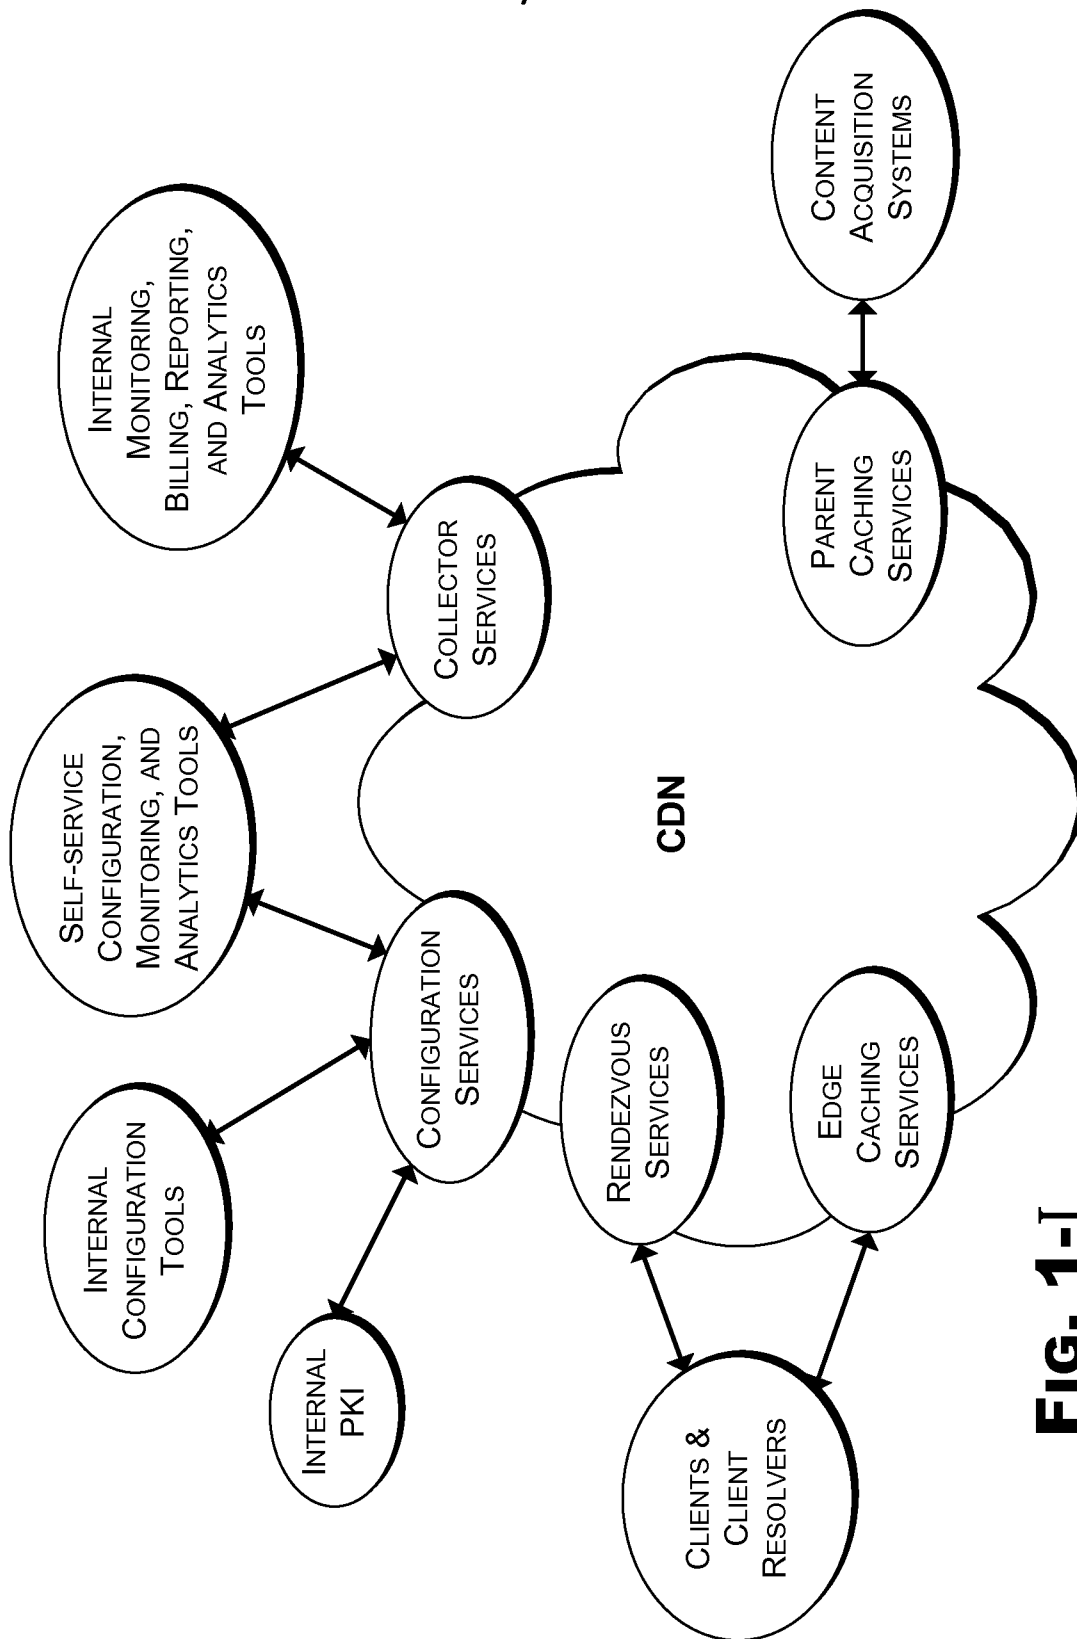 INTERNAL
CONFIGURATION
TOOLS
SELF-SERVICE
CONFIGURATION,
MONITORING, AND
ANALYTICS TOOLS
INTERNAL
MONITORING,
BILLING, REPORTING,
AND ANALYTICS
TOOLS
INTERNAL
PKI
CONFIGURATION
SERVICES
COLLECTOR
SERVICES
CLIENTS &
CLIENT
RESOLVERS
RENDEZVOUS
SERVICES
CDN
EDGE
CACHING
SERVICES
PARENT
CACHING
SERVICES
CONTENT
ACQUISITION
SYSTEMS
FIG. 1-